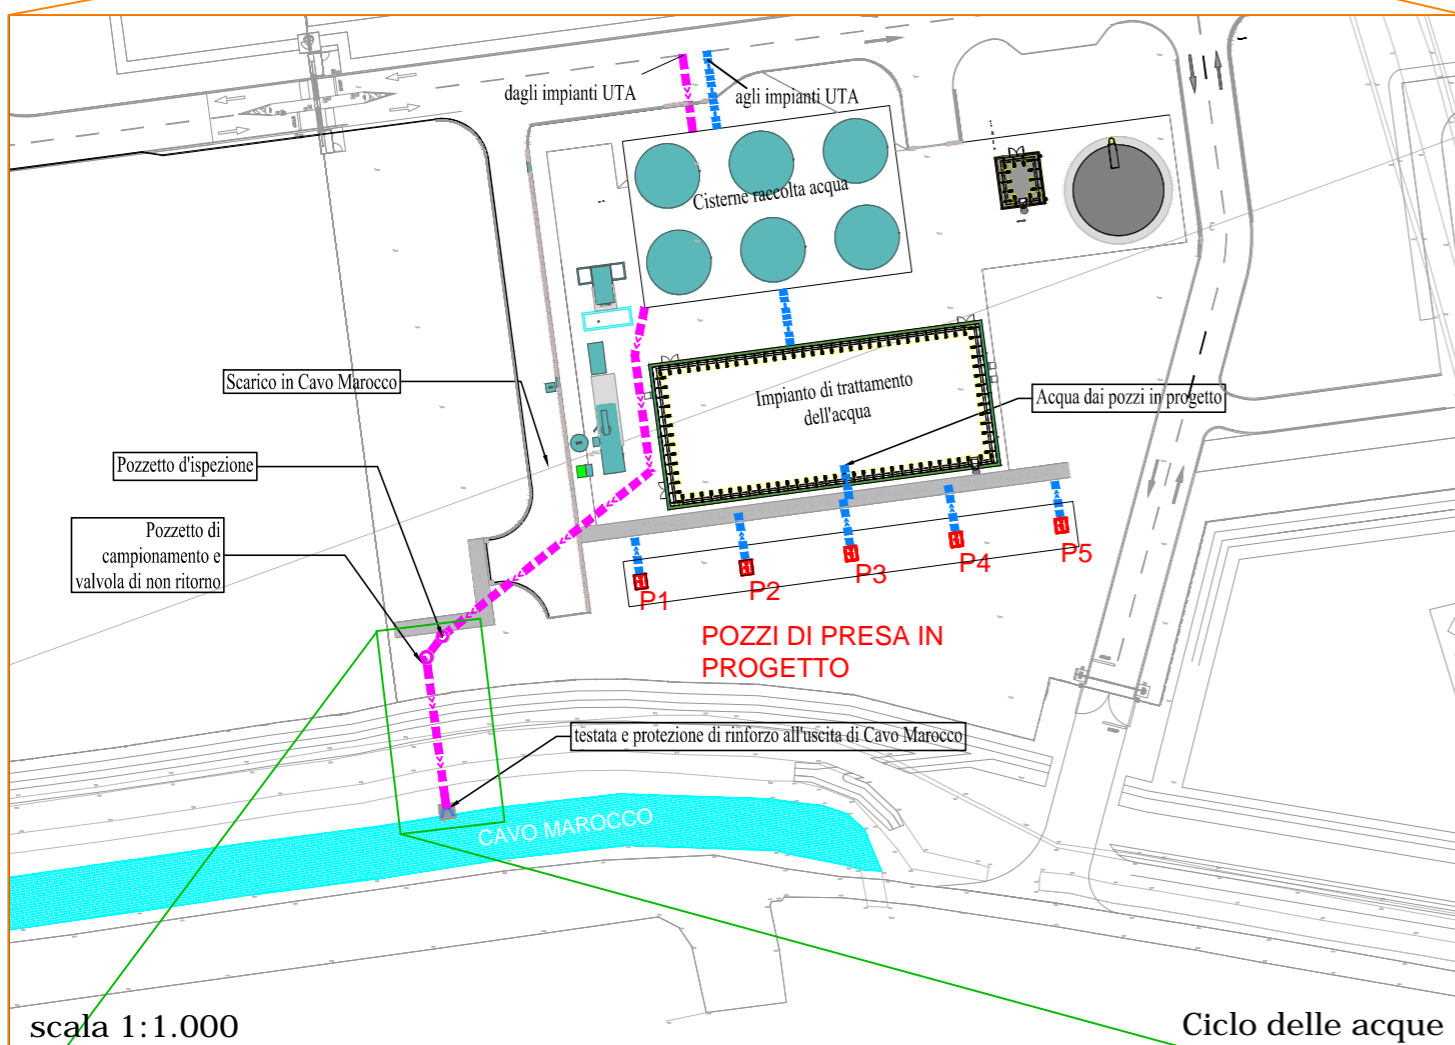 dagli impianti UTA
agli impianti UTA
Cisterne raccolta acqua
Scarico in Cavo Marocco
Impianto di trattamento
dell'acqua
Acqua dai pozzi in progetto
Pozzetto d'ispezione
Pozzetto di
campionamento e
valvola di non ritorno
P1
P2
P3
P4
P5
POZZI DI PRESA IN
PROGETTO
testata e protezione di rinforzo all'uscita di Cavo Marocco
CAVO MAROCCO
scala 1:1.000
Ciclo delle acque